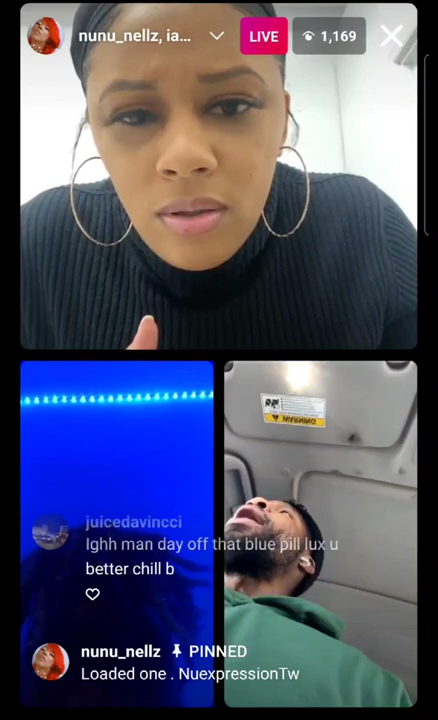 nunu_nellz, ia...
LIVE
1,169
WARNING
juicedavincci
Ighh man day off that blue pill lux u
better chill b
nunu_nellz PINNED
Loaded one . NuexpressionTw